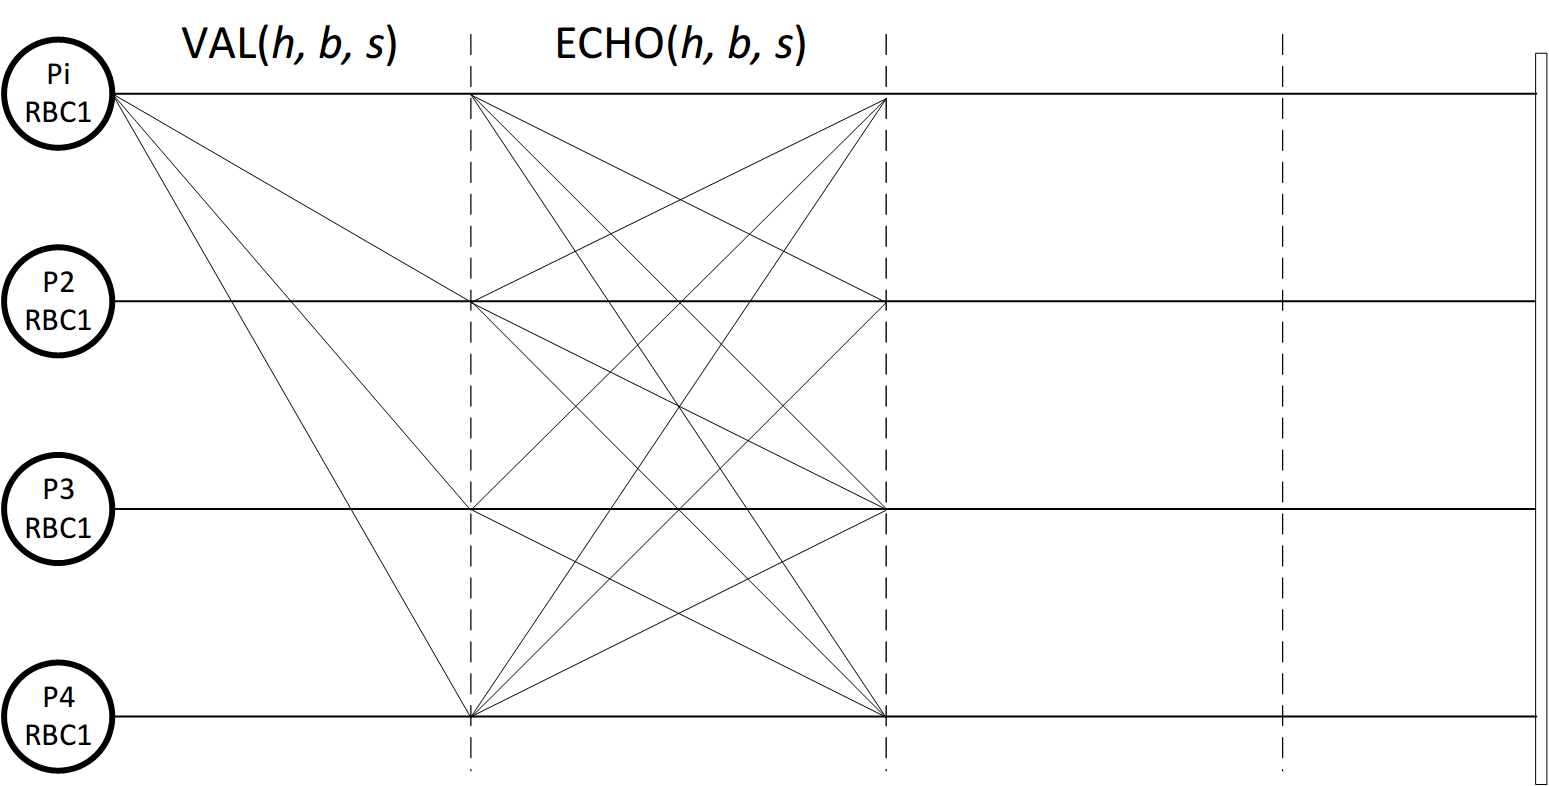 VAL(h, b, s)
ECHO(h, b, s)
Pi
RBC1
P2
RBC1
P3
RBC1
P4
RBC1